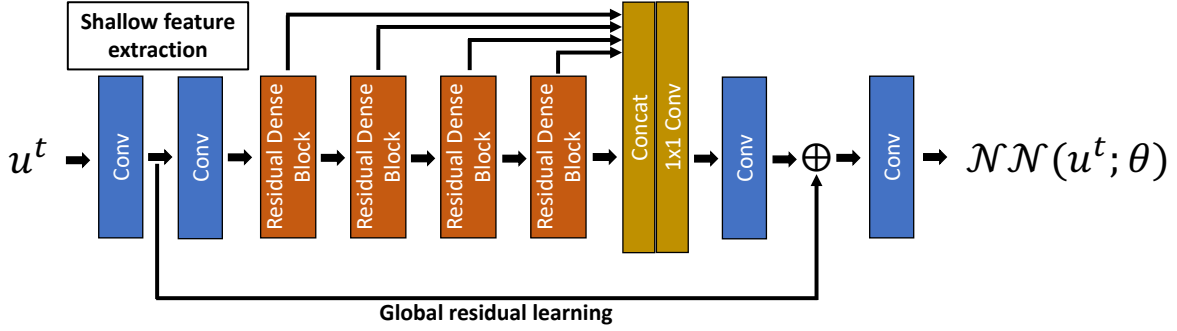 Shallow feature
extraction
u^t
Conv
Conv
Residual Dense
Block
Residual Dense
Block
Residual Dense
Block
Residual Dense
Block
Concat
1x1 Conv
Conv
⊕
Conv
𝒩𝒩(u^t; θ)
Global residual learning